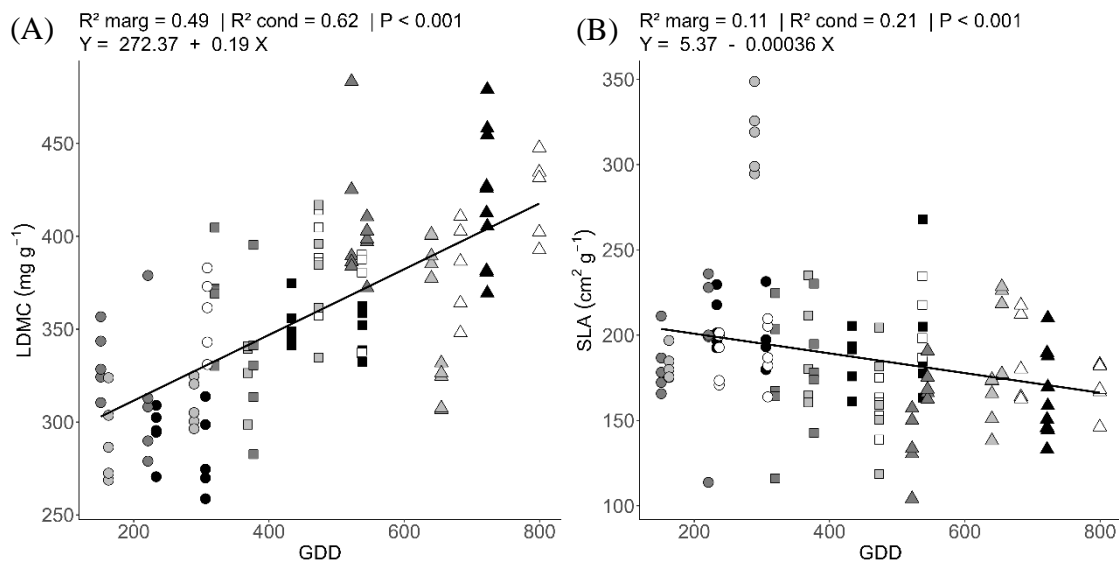 (A)
R² marg = 0.49 | R² cond = 0.62 | P < 0.001
Y = 272.37 + 0.19 X
450
400
350
300
250
LDMC (mg g⁻¹)
200
400
600
800
GDD
(B)
R² marg = 0.11 | R² cond = 0.21 | P < 0.001
Y = 5.37 - 0.00036 X
350
300
250
200
150
100
SLA (cm² g⁻¹)
200
400
600
800
GDD